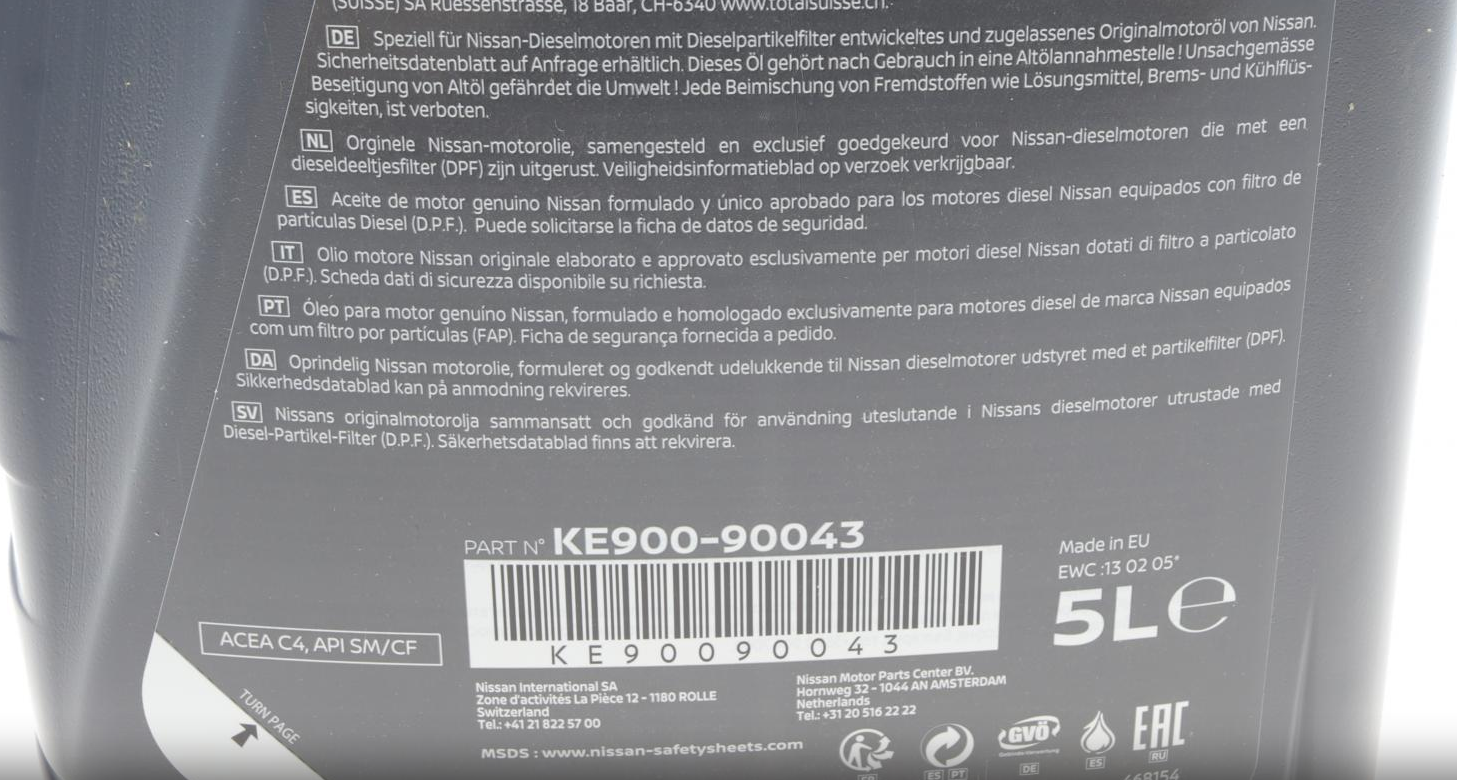 (SUISSE) SA Ruessenstrasse, 18 Baar, CH-6340 www.totalsuisse.ch.
DE Speziell für Nissan-Dieselmotoren mit Dieselpartikelfilter entwickeltes und zugelassenes Originalmotoröl von Nissan.
Sicherheitsdatenblatt auf Anfrage erhältlich. Dieses Öl gehört nach Gebrauch in eine Altölannahmestelle ! Unsachgemässe
Beseitigung von Altöl gefährdet die Umwelt ! Jede Beimischung von Fremdstoffen wie Lösungsmittel, Brems- und Kühlflüs-
sigkeiten, ist verboten.
NL Orginele Nissan-motorolie, samengesteld en exclusief goedgekeurd voor Nissan-dieselmotoren die met een
dieseldeeltjesfilter (DPF) zijn uitgerust. Veiligheidsinformatieblad op verzoek verkrijgbaar.
ES Aceite de motor genuino Nissan formulado y único aprobado para los motores diesel Nissan equipados con filtro de
partículas Diesel (D.P.F.). Puede solicitarse la ficha de datos de seguridad.
IT Olio motore Nissan originale elaborato e approvato esclusivamente per motori diesel Nissan dotati di filtro a particolato
(D.P.F.). Scheda dati di sicurezza disponibile su richiesta.
PT Óleo para motor genuíno Nissan, formulado e homologado exclusivamente para motores diesel de marca Nissan equipados
com um filtro por partículas (FAP). Ficha de segurança fornecida a pedido.
DA Oprindelig Nissan motorolie, formuleret og godkendt udelukkende til Nissan dieselmotorer udstyret med et partikelfilter (DPF).
Sikkerhedsdatablad kan på anmodning rekvireres.
SV Nissans originalmotorolja sammansatt och godkänd för användning uteslutande i Nissans dieselmotorer utrustade med
Diesel-Partikel-Filter (D.P.F.). Säkerhetsdatablad finns att rekvirera.
PART N° KE900-90043
KE90090043
Made in EU
EWC :13 02 05*
5L e
ACEA C4, API SM/CF
TURN PAGE
Nissan International SA
Zone d'activités La Pièce 12 - 1180 ROLLE
Switzerland
Tel.: +41 21 822 57 00
Nissan Motor Parts Center BV.
Hornweg 32 - 1044 AN AMSTERDAM
Netherlands
Tel.: +31 20 516 22 22
MSDS : www.nissan-safetysheets.com
GVÖ
EAC
ES PT
DE
ES
RU